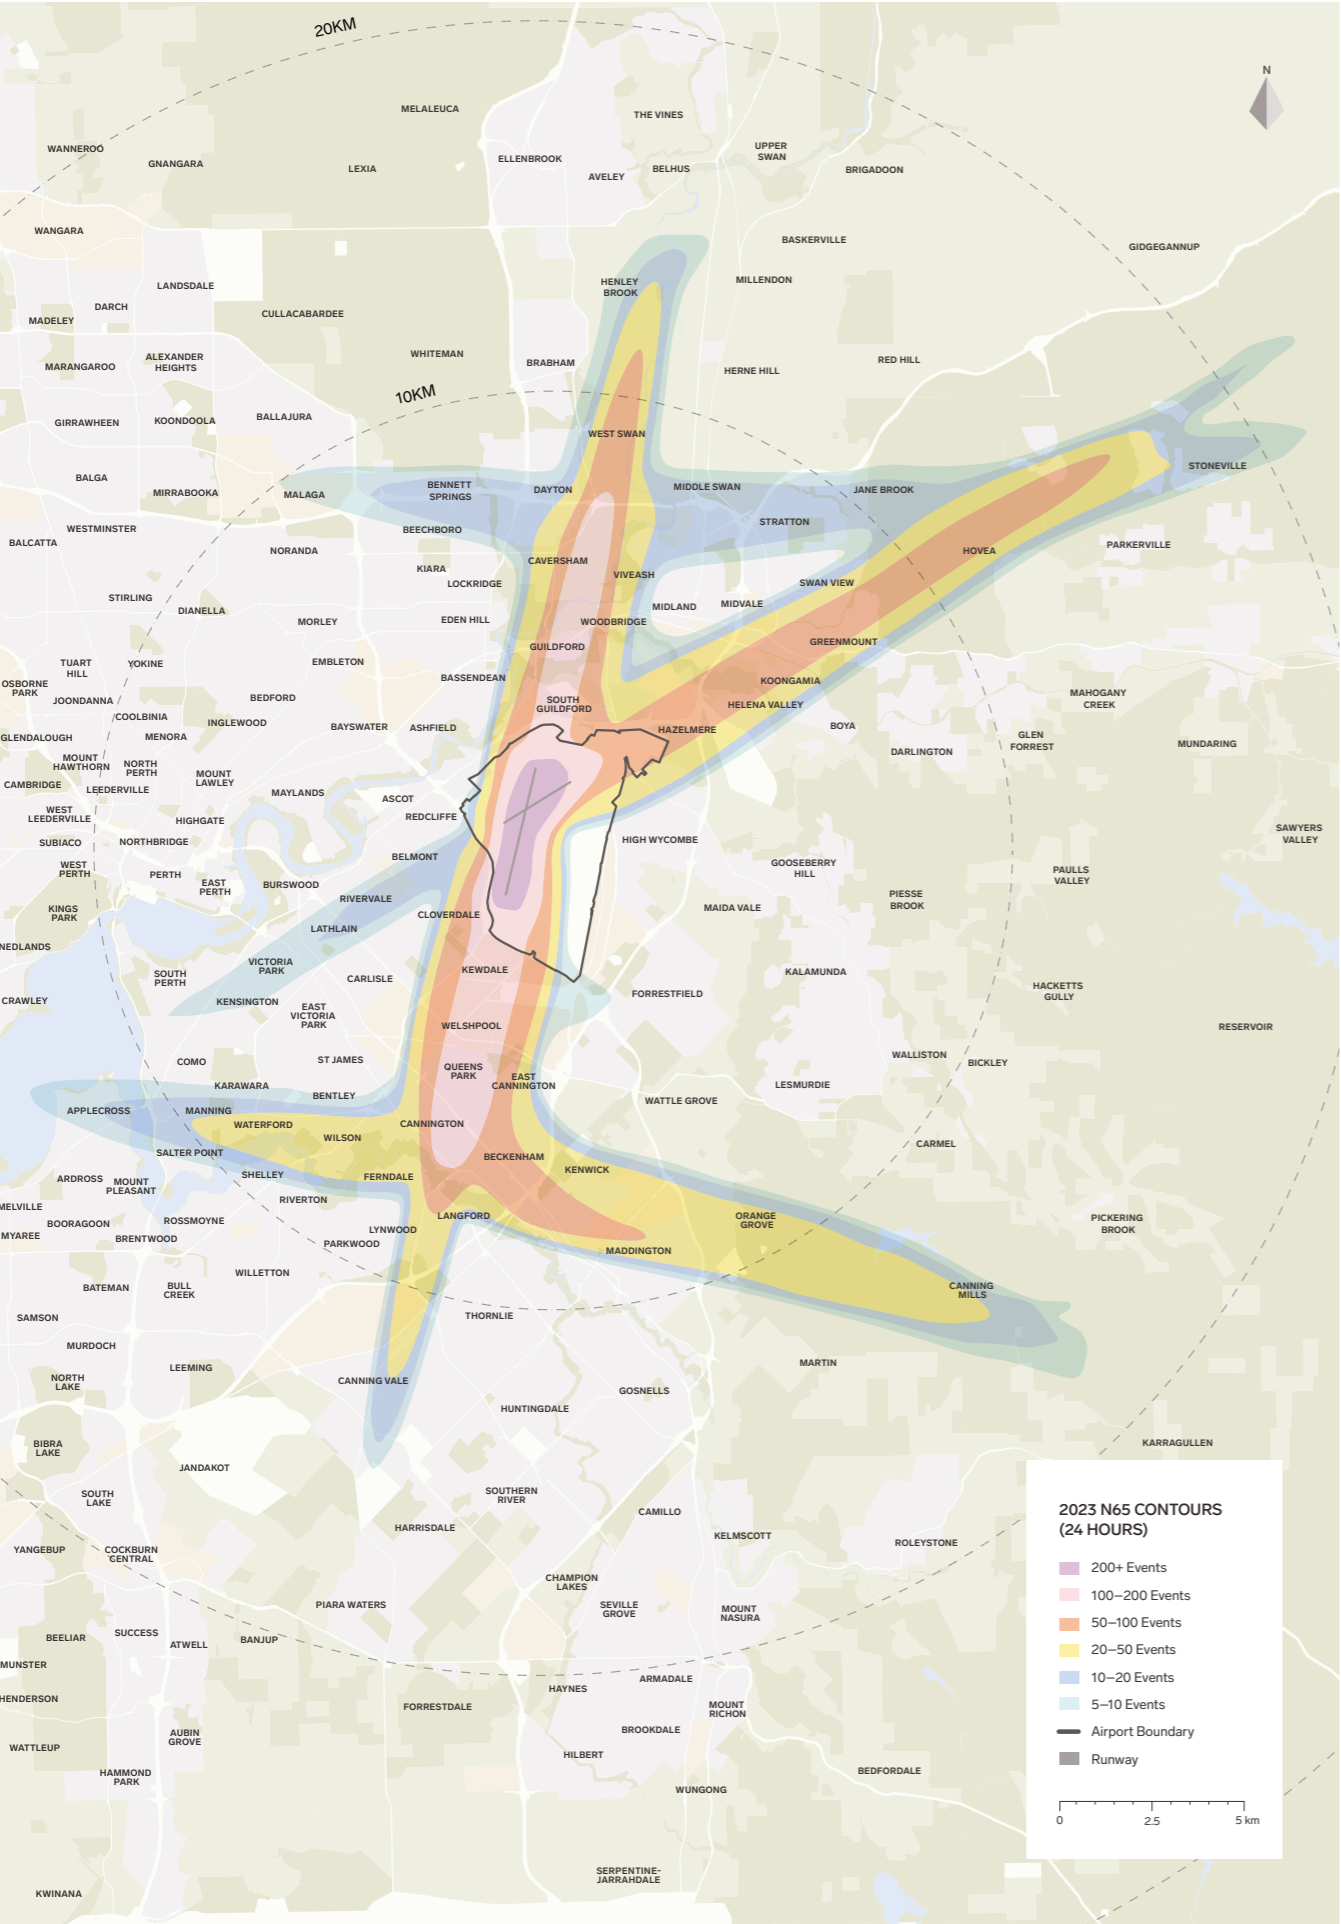 20KM
N
MELALEUCA
THE VINES
WANNEROO
GNANGARA
LEXIA
ELLENBROOK
AVELEY
BELHUS
UPPER
SWAN
BRIGADOON
WANGARA
BASKERVILLE
GIDGEGANNUP
LANDSDALE
HENLEY
BROOK
MILLENDON
DARCH
MADELEY
CULLACABARDEE
MARANGAROO
ALEXANDER
HEIGHTS
WHITEMAN
BRABHAM
HERNE HILL
RED HILL
10KM
GIRRAWHEEN
KOONDOOLA
BALLAJURA
WEST SWAN
BALGA
MIRRABOOKA
MALAGA
BENNETT
SPRINGS
DAYTON
MIDDLE SWAN
JANE BROOK
STONEVILLE
WESTMINSTER
BALCATTA
BEECHBORO
STRATTON
NORANDA
CAVERSHAM
HOVEA
PARKERVILLE
KIARA
LOCKRIDGE
VIVEASH
SWAN VIEW
STIRLING
DIANELLA
MORLEY
EDEN HILL
MIDLAND
MIDVALE
WOODBRIDGE
GUILDFORD
GREENMOUNT
TUART
HILL
YOKINE
EMBLETON
BASSENDEAN
KOONGAMIA
OSBORNE
PARK
JOONDANNA
BEDFORD
SOUTH
GUILDFORD
HELENA VALLEY
MAHOGANY
CREEK
COOLBINIA
INGLEWOOD
BAYSWATER
ASHFIELD
HAZELMERE
BOYA
GLENDALOUGH
MENORA
GLEN
FORREST
MUNDARING
DARLINGTON
MOUNT
HAWTHORN
NORTH
PERTH
MOUNT
LAWLEY
CAMBRIDGE
LEEDERVILLE
MAYLANDS
ASCOT
REDCLIFFE
WEST
LEEDERVILLE
HIGHGATE
SUBIACO
NORTHBRIDGE
HIGH WYCOMBE
SAWYERS
VALLEY
BELMONT
GOOSEBERRY
HILL
WEST
PERTH
PERTH
EAST
PERTH
BURSWOOD
RIVERVALE
PAULLS
VALLEY
PIESSE
BROOK
KINGS
PARK
CLOVERDALE
MAIDA VALE
LATHLAIN
NEDLANDS
VICTORIA
PARK
SOUTH
PERTH
CARLISLE
KEWDALE
KALAMUNDA
CRAWLEY
KENSINGTON
EAST
VICTORIA
PARK
FORRESTFIELD
HACKETTS
GULLY
WELSHPOOL
RESERVOIR
COMO
ST JAMES
QUEENS
PARK
EAST
CANNINGTON
WALLISTON
BICKLEY
KARAWARA
BENTLEY
LESMURDIE
WATTLE GROVE
APPLECROSS
MANNING
WATERFORD
WILSON
CANNINGTON
CARMEL
SALTER POINT
BECKENHAM
KENWICK
ARDROSS
MOUNT
PLEASANT
SHELLEY
FERNDALE
RIVERTON
MELVILLE
BOORAGOON
ROSSMOYNE
LANGFORD
ORANGE
GROVE
PICKERING
BROOK
MYAREE
BRENTWOOD
LYNWOOD
PARKWOOD
MADDINGTON
BATEMAN
BULL
CREEK
WILLETTON
CANNING
MILLS
SAMSON
THORNLIE
MURDOCH
NORTH
LAKE
LEEMING
CANNING VALE
MARTIN
GOSNELLS
HUNTINGDALE
BIBRA
LAKE
KARRAGULLEN
JANDAKOT
SOUTH
LAKE
SOUTHERN
RIVER
CAMILLO
HARRISDALE
KELMSCOTT
ROLEYSTONE
YANGEBUP
COCKBURN
CENTRAL
CHAMPION
LAKES
PIARA WATERS
SEVILLE
GROVE
MOUNT
NASURA
BEELIAR
SUCCESS
ATWELL
BANJUP
MUNSTER
HENDERSON
HAYNES
ARMADALE
FORRESTDALE
MOUNT
RICHON
WATTLEUP
AUBIN
GROVE
BROOKDALE
HILBERT
HAMMOND
PARK
WUNGONG
BEDFORDALE
SERPENTINE-
JARRAHDALE
KWINANA
2023 N65 CONTOURS
(24 HOURS)
200+ Events
100–200 Events
50–100 Events
20–50 Events
10–20 Events
5–10 Events
Airport Boundary
Runway
0 2.5 5 km